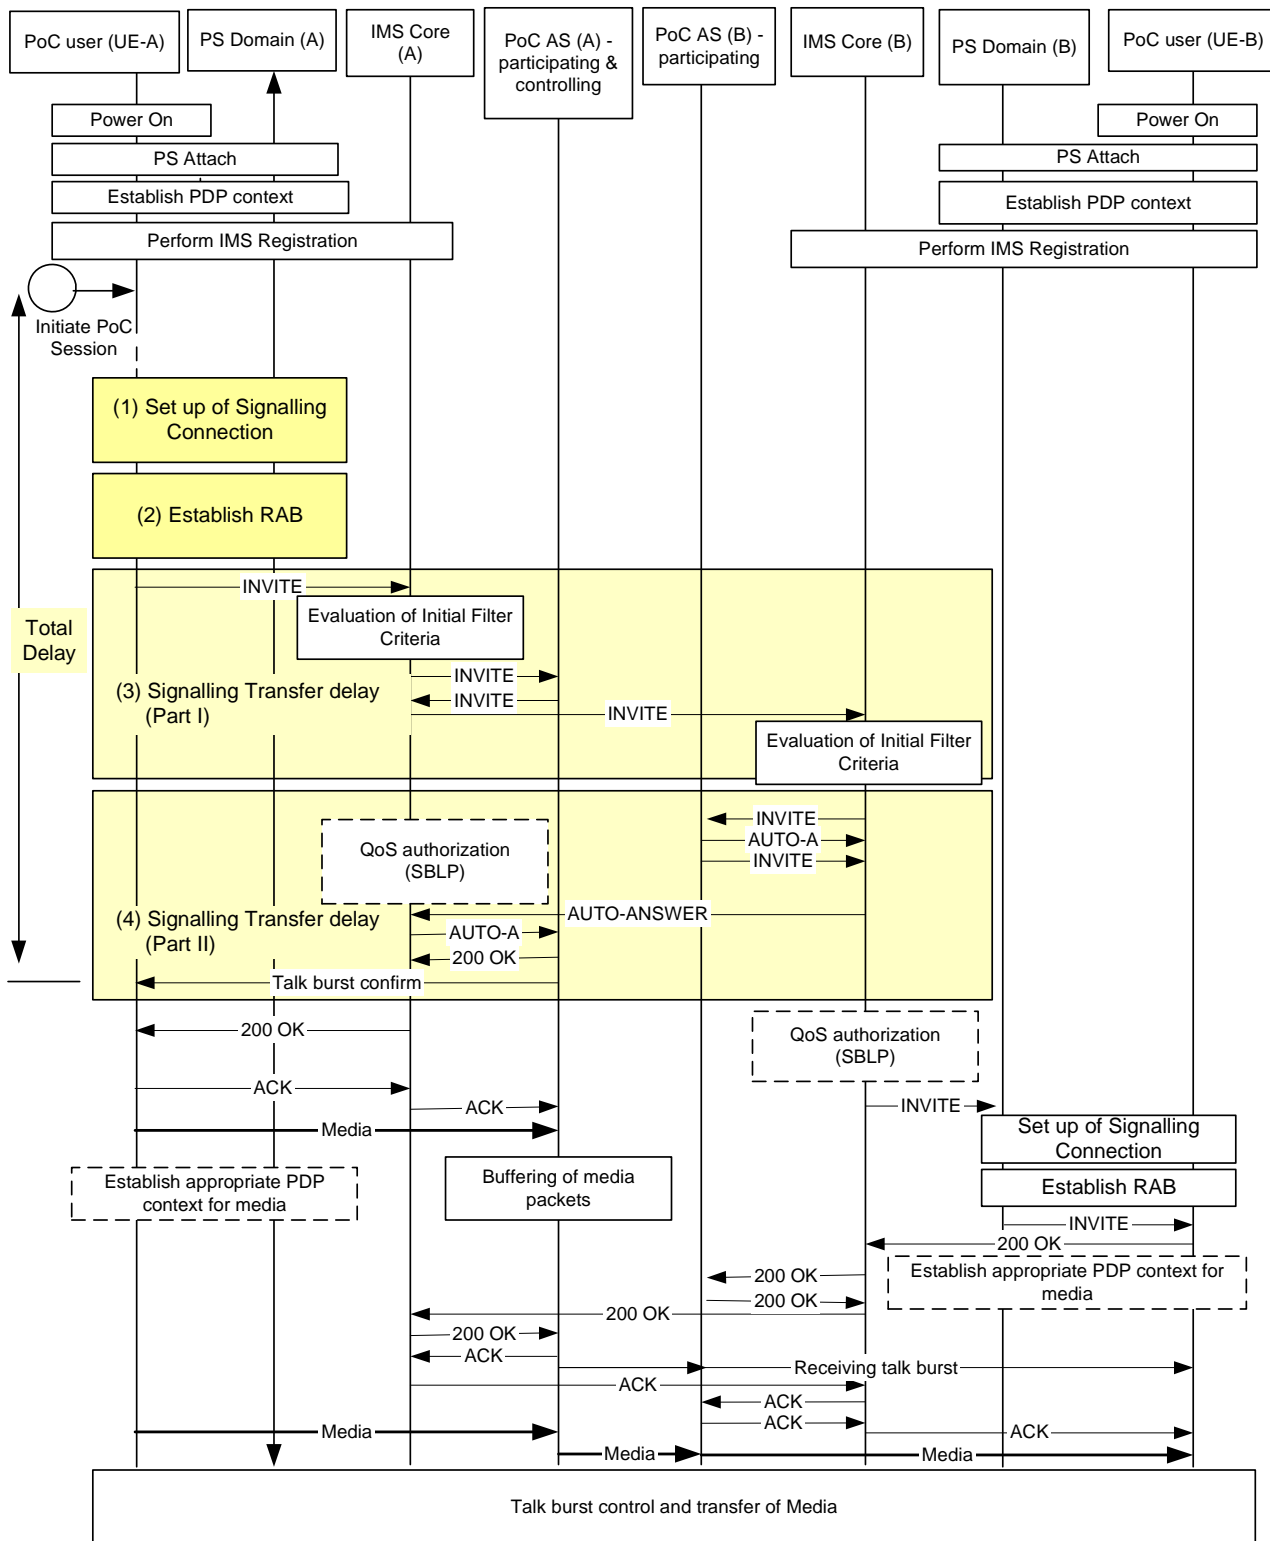 PoC user (UE-A)
PS Domain (A)
IMS Core
(A)
PoC AS (A) -
participating &
controlling
PoC AS (B) -
participating
IMS Core (B)
PS Domain (B)
PoC user (UE-B)
Power On
Power On
PS Attach
PS Attach
Establish PDP context
Establish PDP context
Perform IMS Registration
Perform IMS Registration
Initiate PoC
Session
(1) Set up of Signalling
Connection
(2) Establish RAB
Total
Delay
INVITE
Evaluation of Initial Filter
Criteria
INVITE
(3) Signalling Transfer delay
(Part I)
INVITE
INVITE
Evaluation of Initial Filter
Criteria
INVITE
AUTO-A
INVITE
QoS authorization
(SBLP)
AUTO-ANSWER
(4) Signalling Transfer delay
(Part II)
AUTO-A
200 OK
Talk burst confirm
200 OK
QoS authorization
(SBLP)
ACK
ACK
INVITE
Media
Set up of Signalling
Connection
Establish appropriate PDP
context for media
Buffering of media
packets
Establish RAB
INVITE
200 OK
Establish appropriate PDP context for
media
200 OK
200 OK
200 OK
200 OK
ACK
Receiving talk burst
ACK
ACK
ACK
ACK
Media
Media
Media
Talk burst control and transfer of Media